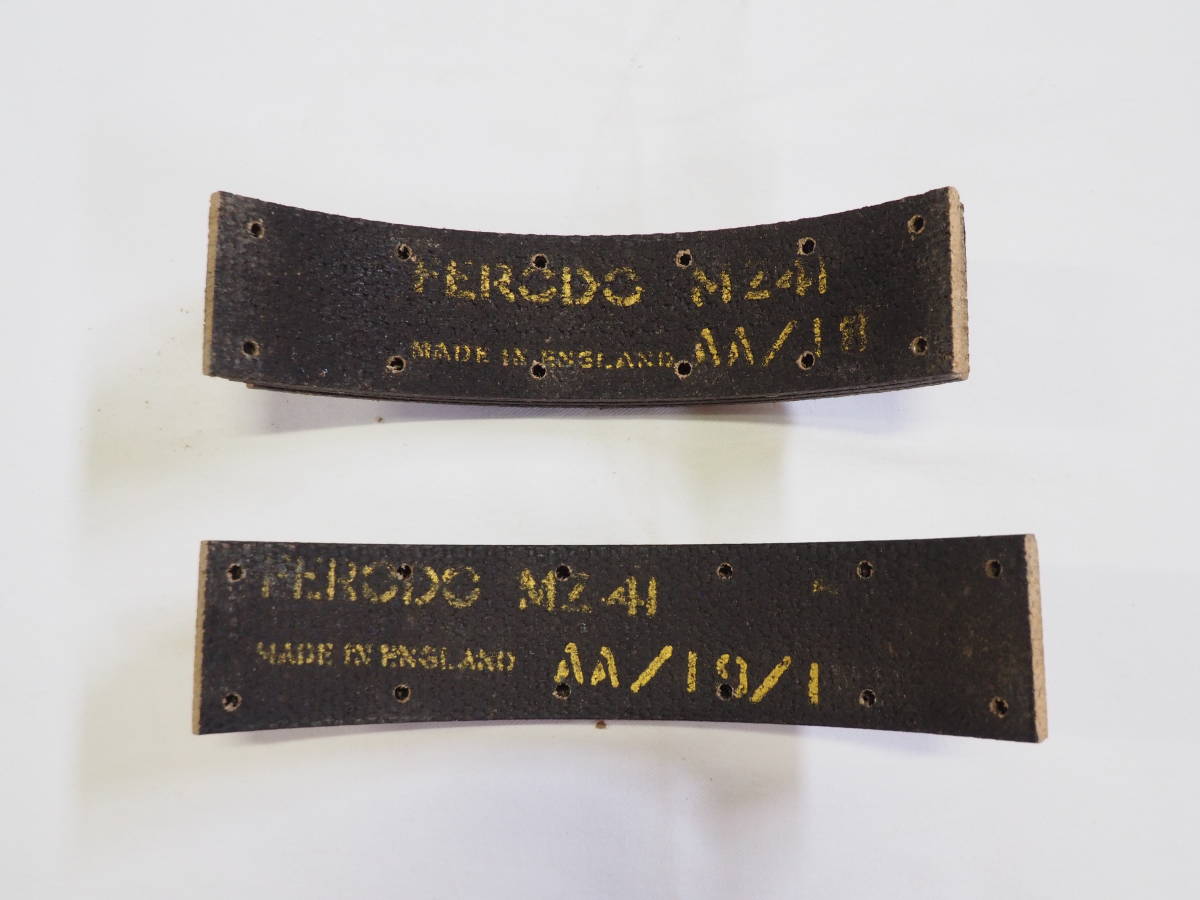 FERODO MZ41
MADE IN ENGLAND AA/18
FERODO MZ41
MADE IN ENGLAND AA/19/1